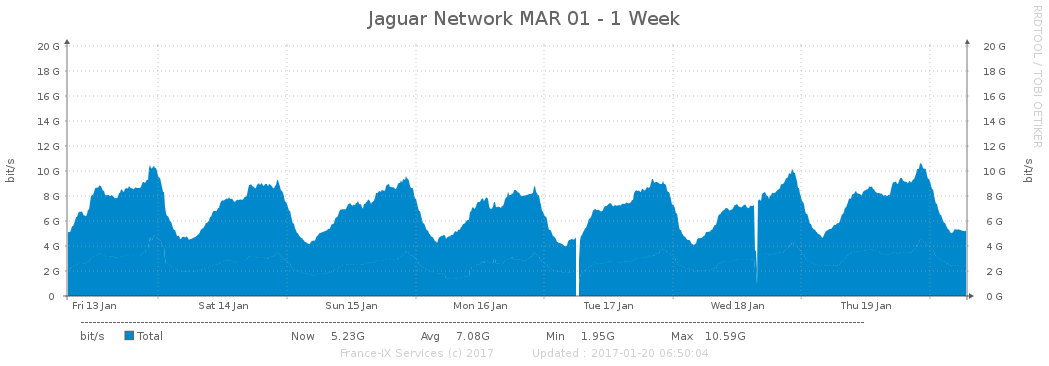 Jaguar Network MAR 01 - 1 Week
RRDTOOL / TOBI OETIKER
bit/s
20 G 20 G
18 G 18 G
16 G 16 G
14 G 14 G
12 G 12 G
10 G 10 G
8 G 8 G
6 G 6 G
4 G 4 G
2 G 2 G
0 0 G
bit/s
Fri 13 Jan Sat 14 Jan Sun 15 Jan Mon 16 Jan Tue 17 Jan Wed 18 Jan Thu 19 Jan
bit/s Total Now 5.23G Avg 7.08G Min 1.95G Max 10.59G
France-IX Services (c) 2017 Updated : 2017-01-20 06:50:04